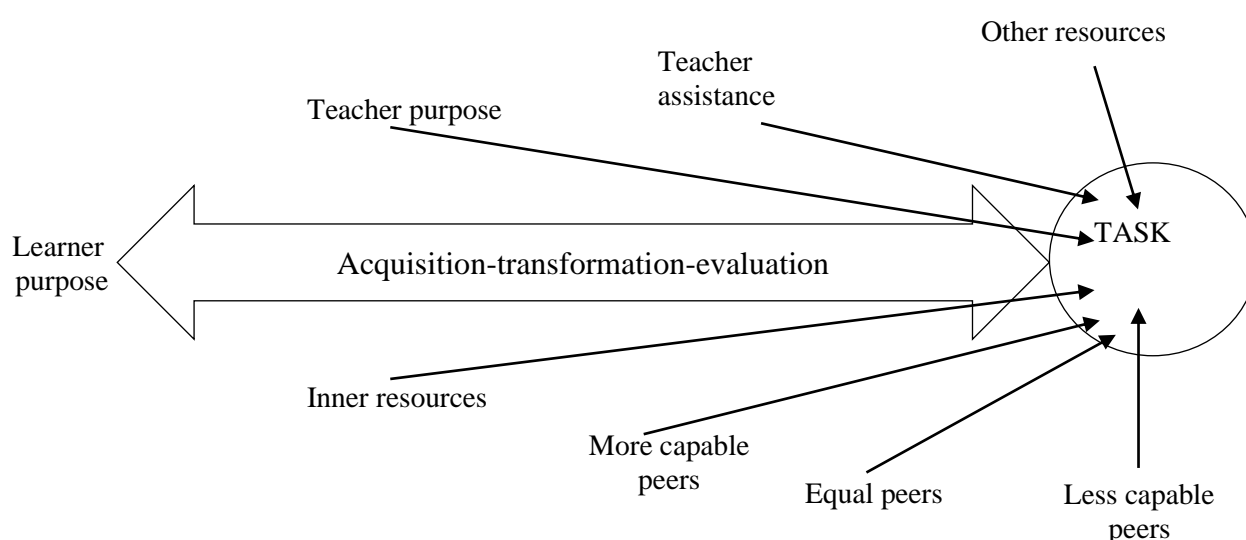 Other resources
Teacher
assistance
Teacher purpose
TASK
Learner
purpose
Acquisition-transformation-evaluation
Inner resources
More capable
peers
Equal peers
Less capable
peers